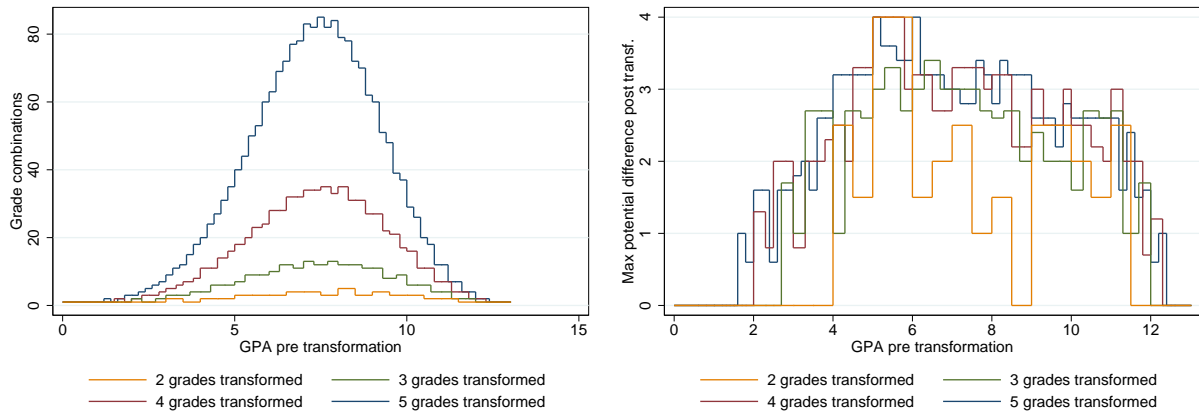 Grade combinations
80
60
40
20
0
0 5 10 15
GPA pre transformation
2 grades transformed 3 grades transformed
4 grades transformed 5 grades transformed
Max potential difference post transf.
4
3
2
1
0
0 2 4 6 8 10 12
GPA pre transformation
2 grades transformed 3 grades transformed
4 grades transformed 5 grades transformed